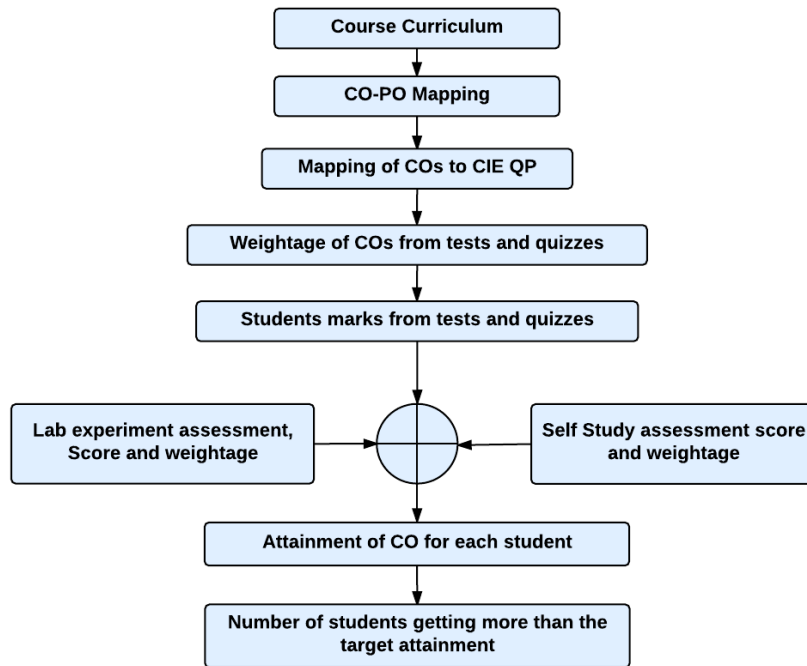 Course Curriculum
CO-PO Mapping
Mapping of COs to CIE QP
Weightage of COs from tests and quizzes
Students marks from tests and quizzes
Lab experiment assessment,
Score and weightage
Self Study assessment score
and weightage
Attainment of CO for each student
Number of students getting more than the
target attainment